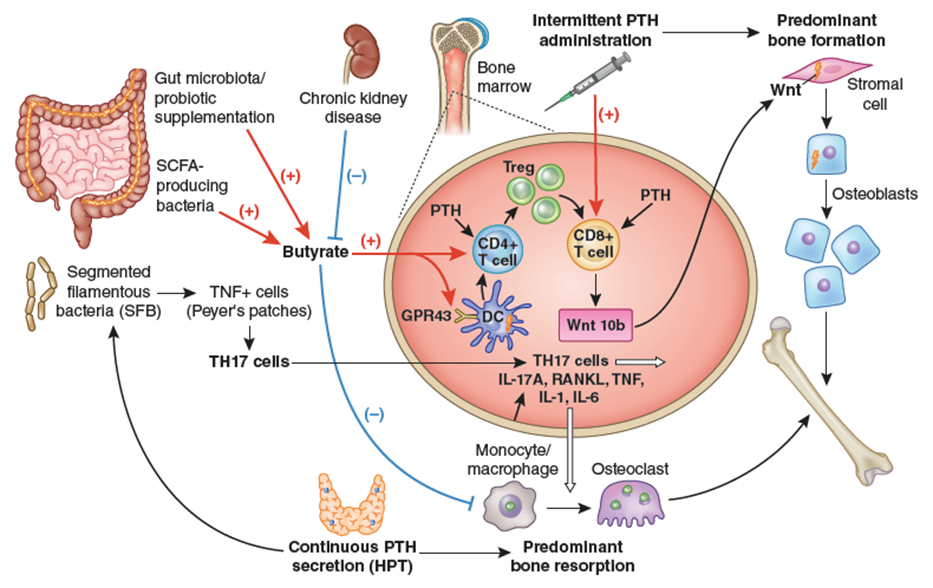 Intermittent PTH
administration
Predominant
bone formation
Gut microbiota/
probiotic
supplementation
Chronic kidney
disease
Bone
marrow
Wnt
Stromal
cell
SCFA-
producing
bacteria
(+)
(+)
(–)
(+)
Treg
PTH
PTH
Osteoblasts
Butyrate
(+)
CD4+
T cell
CD8+
T cell
Segmented
filamentous
bacteria (SFB)
TNF+ cells
(Peyer's patches)
GPR43
DC
Wnt 10b
TH17 cells
TH17 cells
IL-17A, RANKL, TNF,
IL-1, IL-6
(–)
Monocyte/
macrophage
Osteoclast
Continuous PTH
secretion (HPT)
Predominant
bone resorption